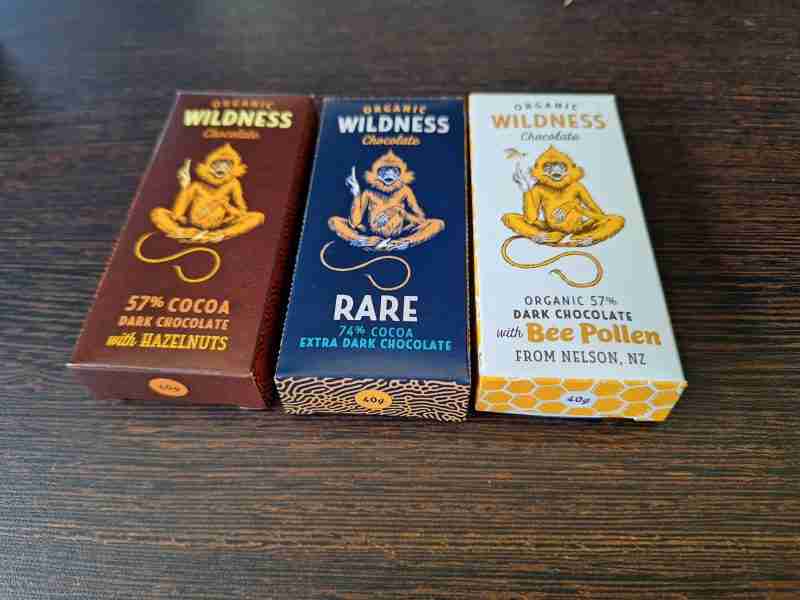 ORGANIC
WILDNESS
Chocolate
57% COCOA
DARK CHOCOLATE
with HAZELNUTS
40g
ORGANIC
WILDNESS
Chocolate
RARE
74% COCOA
EXTRA DARK CHOCOLATE
40g
ORGANIC
WILDNESS
Chocolate
ORGANIC 57%
DARK CHOCOLATE
with Bee Pollen
FROM NELSON, NZ
40g